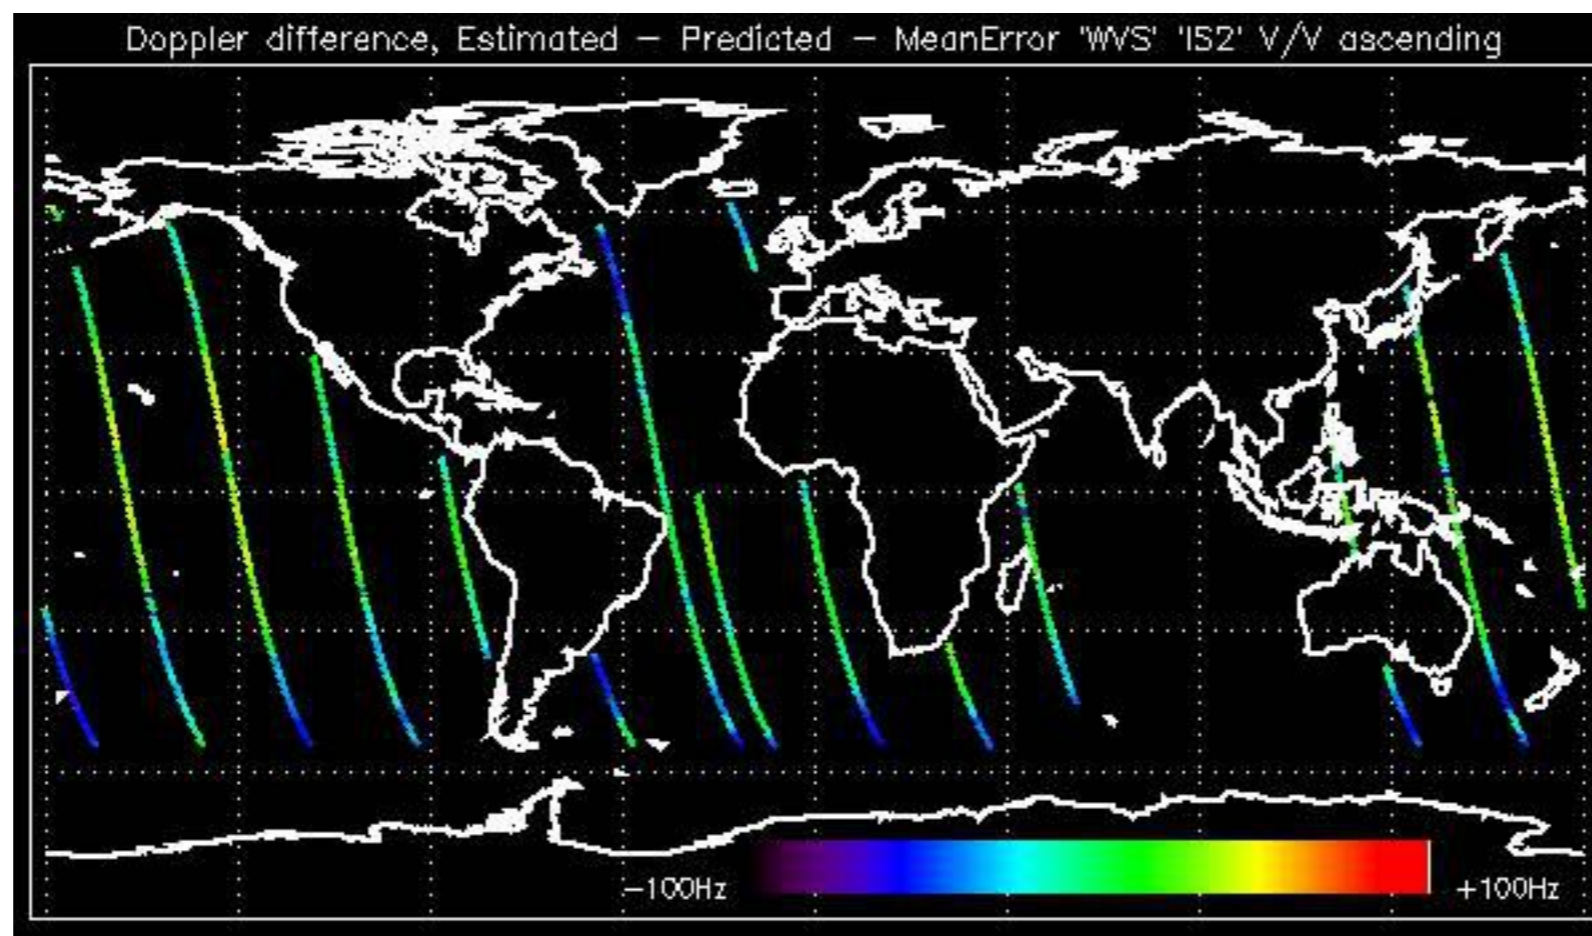 Doppler difference, Estimated – Predicted – MeanError 'WVS' 'IS2' V/V ascending
–100Hz +100Hz